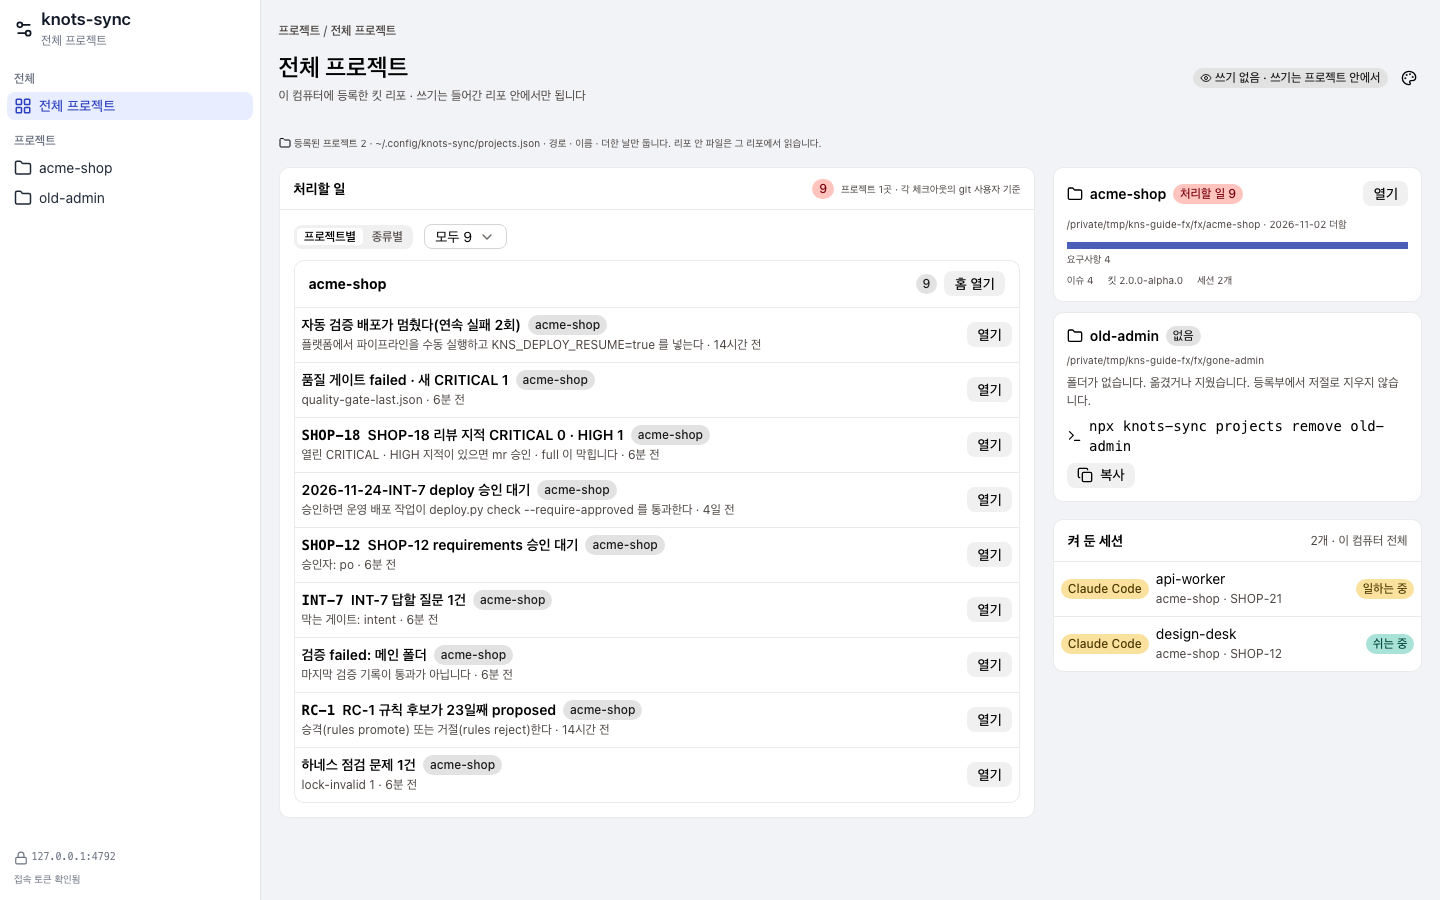 knots-sync
전체 프로젝트
전체
전체 프로젝트
프로젝트
acme-shop
old-admin
127.0.0.1:4792
접속 토큰 확인됨
프로젝트 / 전체 프로젝트
전체 프로젝트
이 컴퓨터에 등록한 킷 리포 · 쓰기는 들어간 리포 안에서만 됩니다
쓰기 없음 · 쓰기는 프로젝트 안에서
등록된 프로젝트 2 · ~/.config/knots-sync/projects.json · 경로 · 이름 · 더한 날만 둡니다. 리포 안 파일은 그 리포에서 읽습니다.
처리할 일
9 프로젝트 1곳 · 각 체크아웃의 git 사용자 기준
프로젝트별 종류별 모두 9
acme-shop 9 홈 열기
자동 검증 배포가 멈췄다(연속 실패 2회) acme-shop
플랫폼에서 파이프라인을 수동 실행하고 KNS_DEPLOY_RESUME=true 를 넣는다 · 14시간 전
열기
품질 게이트 failed · 새 CRITICAL 1 acme-shop
quality-gate-last.json · 6분 전
열기
SHOP-18 SHOP-18 리뷰 지적 CRITICAL 0 · HIGH 1 acme-shop
열린 CRITICAL · HIGH 지적이 있으면 mr 승인 · full 이 막힙니다 · 6분 전
열기
2026-11-24-INT-7 deploy 승인 대기 acme-shop
승인하면 운영 배포 작업이 deploy.py check --require-approved 를 통과한다 · 4일 전
열기
SHOP-12 SHOP-12 requirements 승인 대기 acme-shop
승인자: po · 6분 전
열기
INT-7 INT-7 답할 질문 1건 acme-shop
막는 게이트: intent · 6분 전
열기
검증 failed: 메인 폴더 acme-shop
마지막 검증 기록이 통과가 아닙니다 · 6분 전
열기
RC-1 RC-1 규칙 후보가 23일째 proposed acme-shop
승격(rules promote) 또는 거절(rules reject)한다 · 14시간 전
열기
하네스 점검 문제 1건 acme-shop
lock-invalid 1 · 6분 전
열기
acme-shop 처리할 일 9 열기
/private/tmp/kns-guide-fx/fx/acme-shop · 2026-11-02 더함
요구사항 4
이슈 4 킷 2.0.0-alpha.0 세션 2개
old-admin 없음
/private/tmp/kns-guide-fx/fx/gone-admin
폴더가 없습니다. 옮겼거나 지웠습니다. 등록부에서 저절로 지우지 않습
니다.
npx knots-sync projects remove old-
admin
복사
켜 둔 세션 2개 · 이 컴퓨터 전체
Claude Code api-worker
acme-shop · SHOP-21
일하는 중
Claude Code design-desk
acme-shop · SHOP-12
쉬는 중